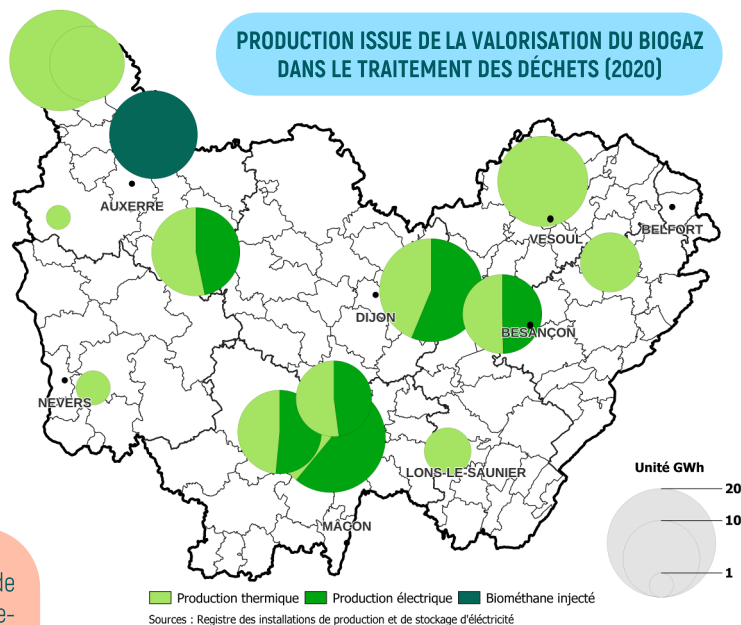 PRODUCTION ISSUE DE LA VALORISATION DU BIOGAZ
DANS LE TRAITEMENT DES DÉCHETS (2020)
AUXERRE
VESOUL
BELFORT
DIJON
BESANÇON
NEVERS
LONS-LE-SAUNIER
MÂCON
Unité GWh
20
10
1
de
e-
Production thermique Production électrique Biométhane injecté
Sources : Registre des installations de production et de stockage d'éléctricité